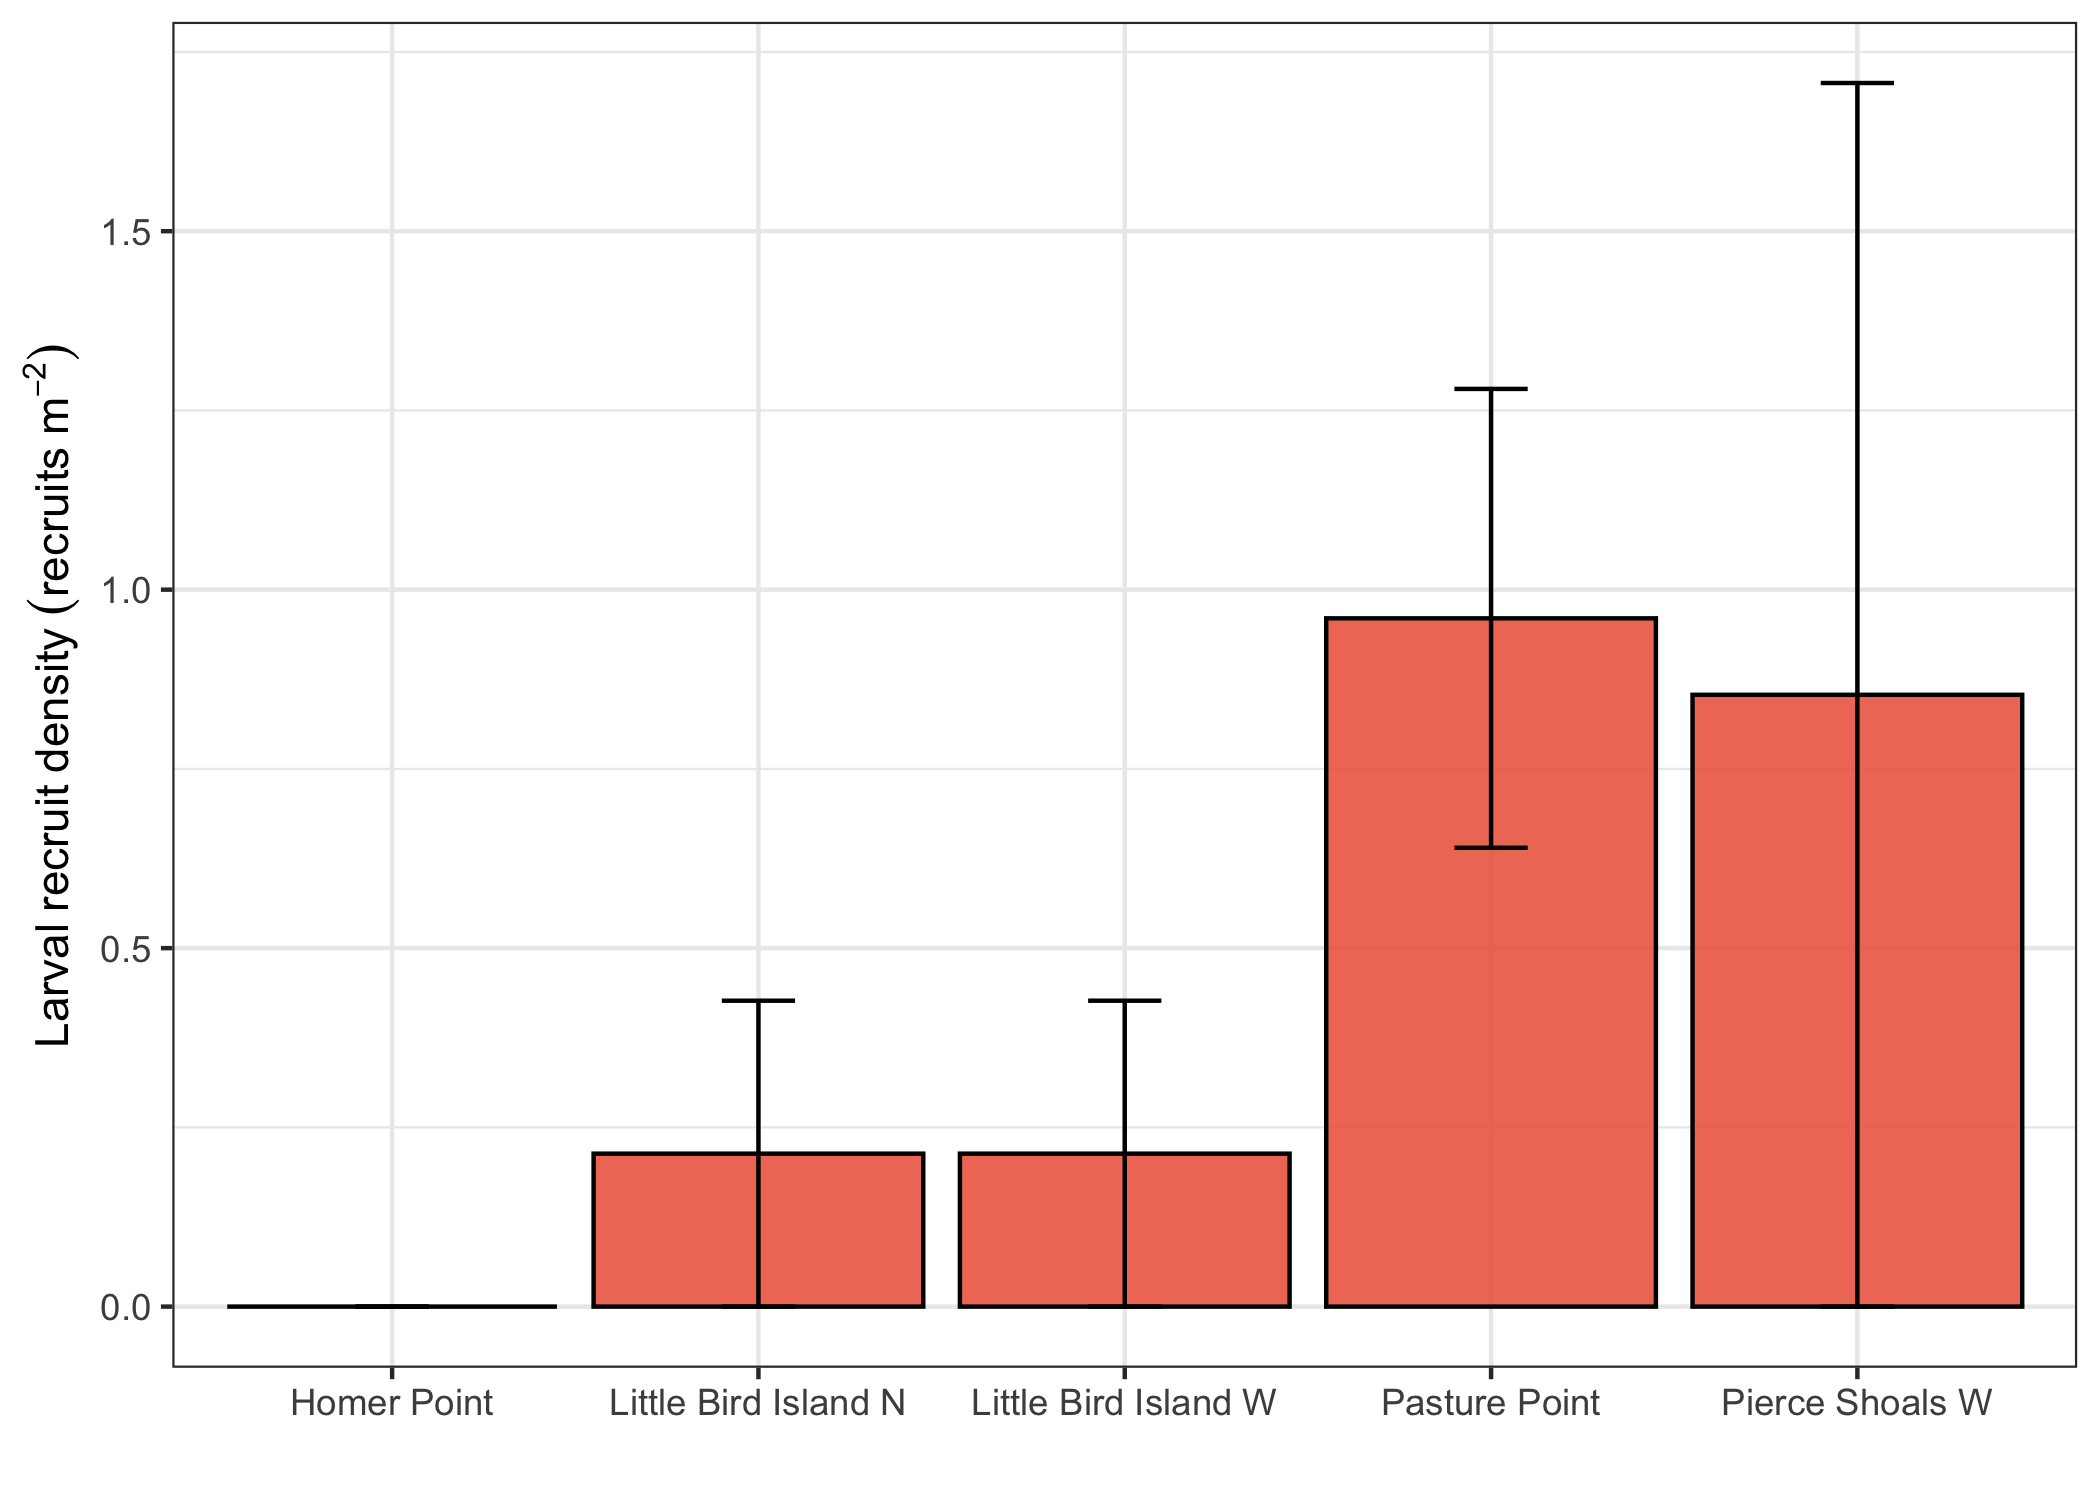 Larval recruit density (recruits m⁻²)
1.5
1.0
0.5
0.0
Homer Point
Little Bird Island N
Little Bird Island W
Pasture Point
Pierce Shoals W